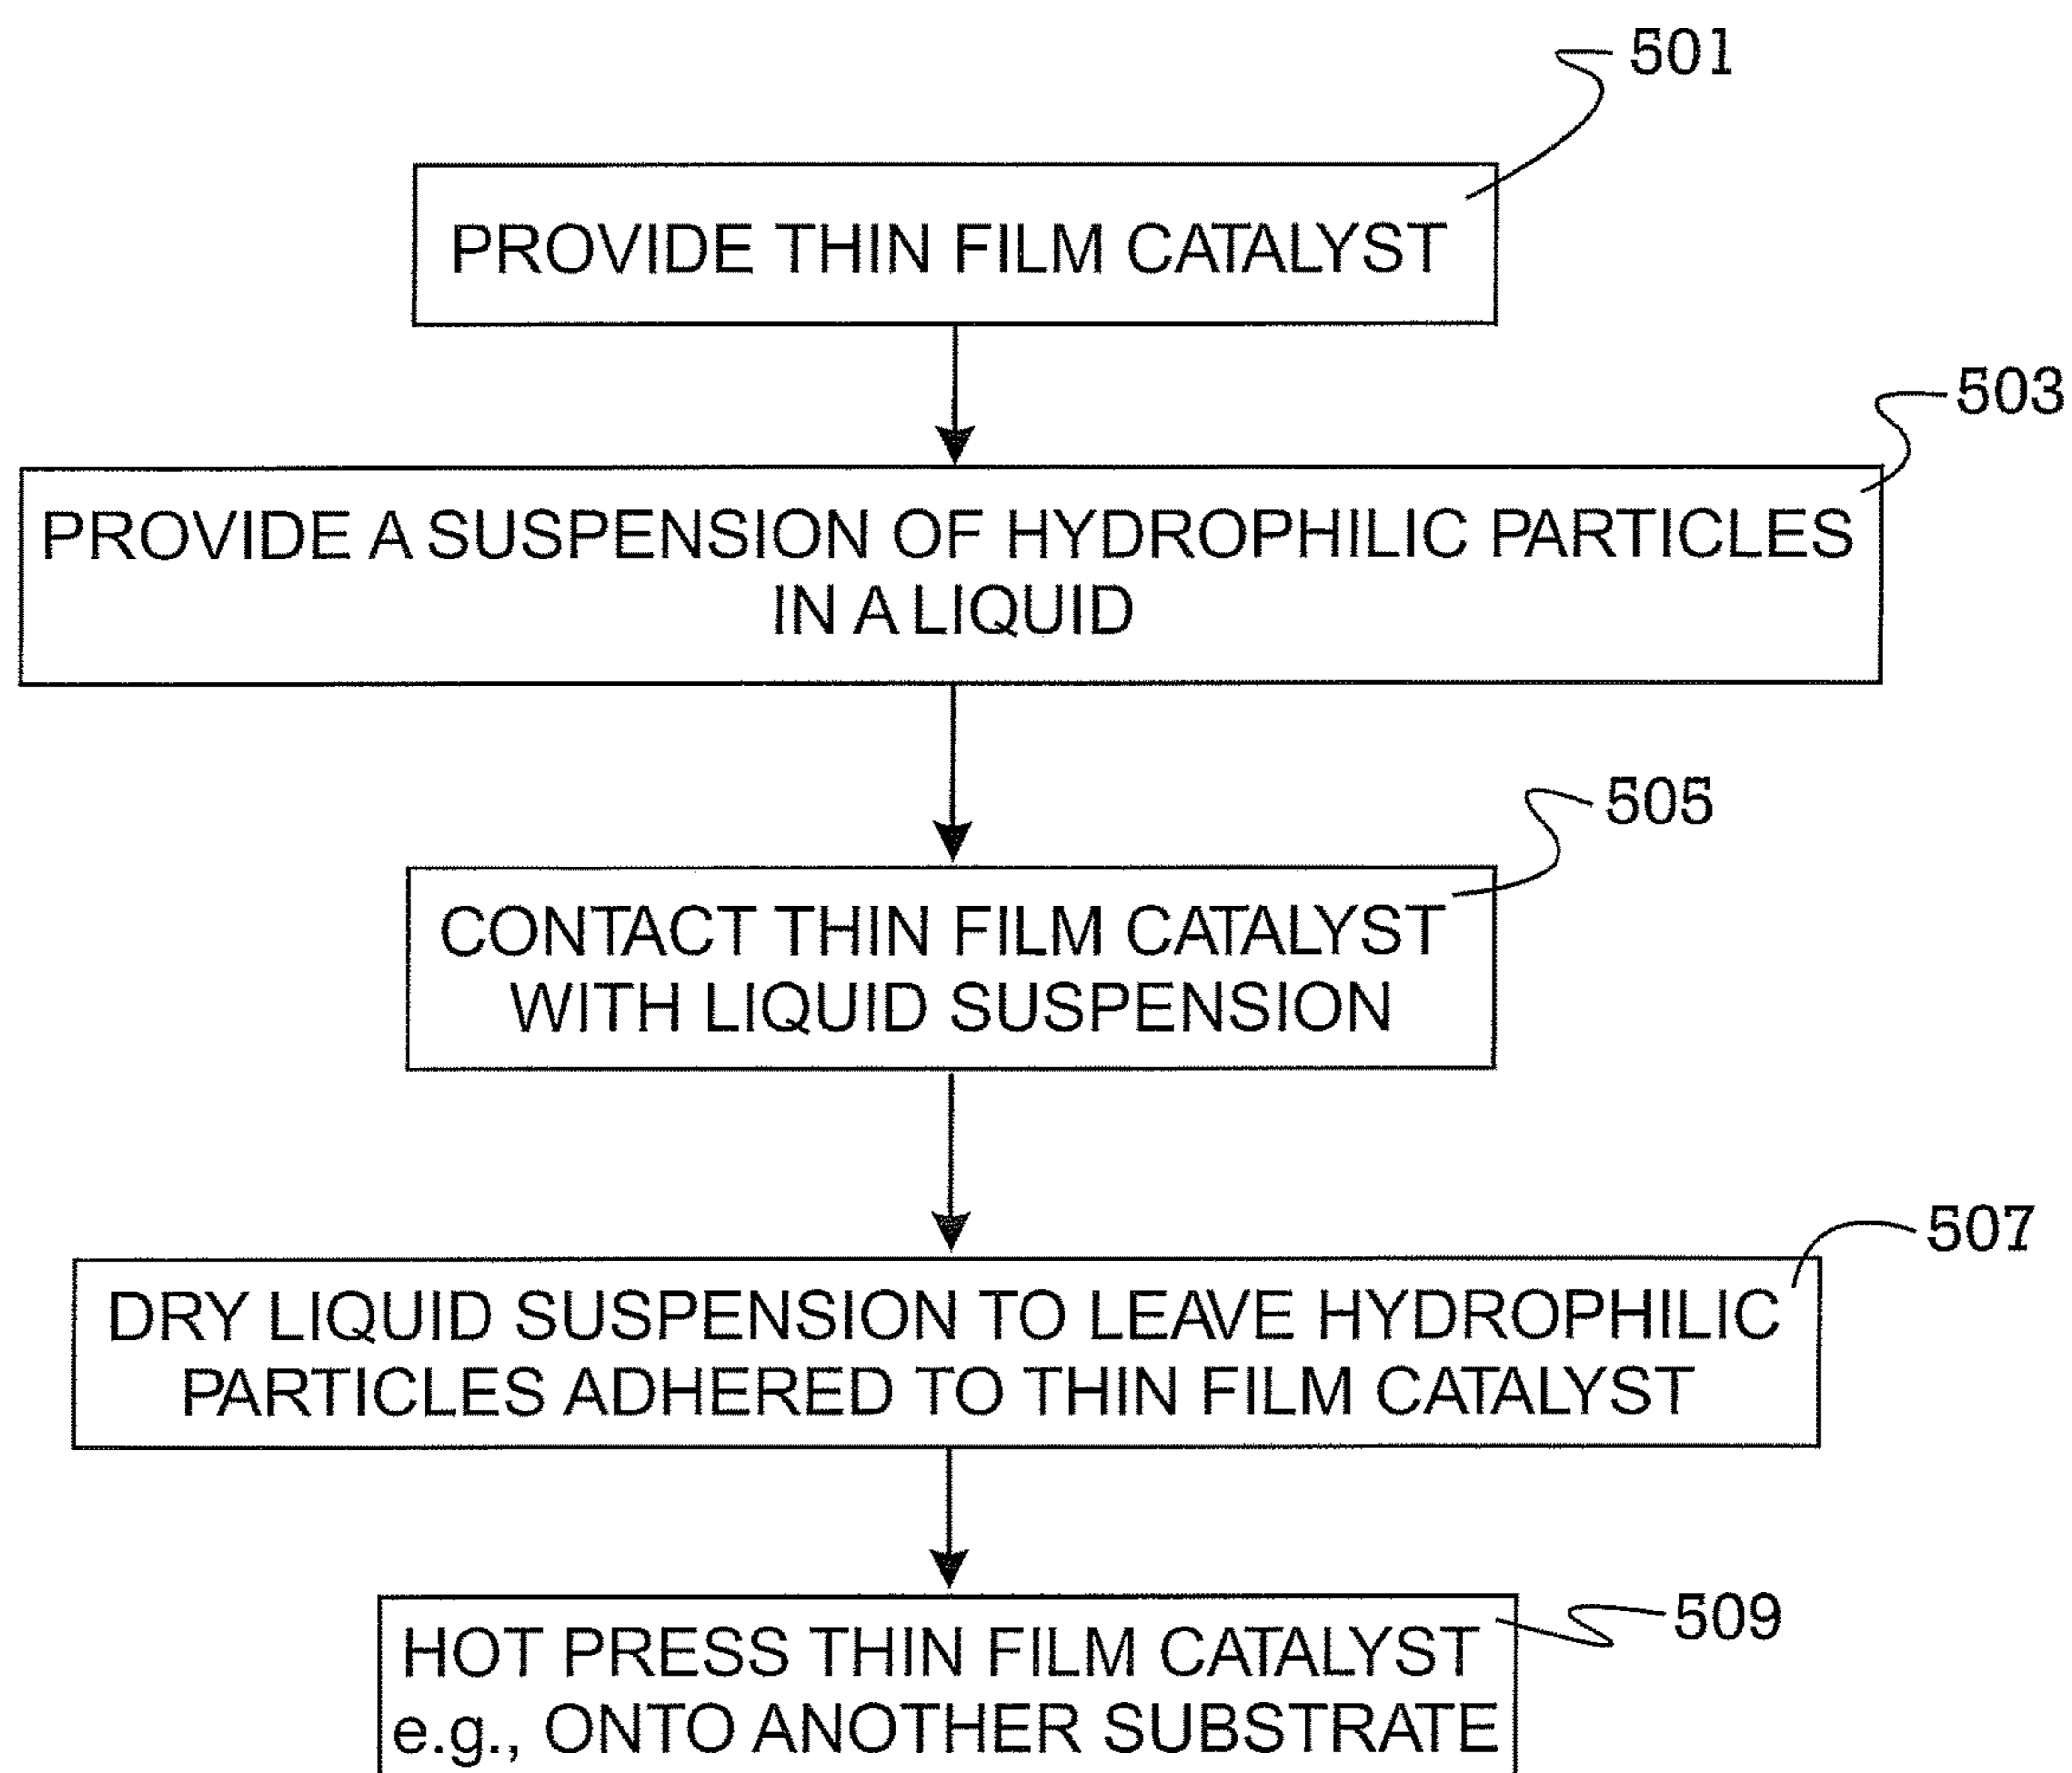 501
PROVIDE THIN FILM CATALYST
503
PROVIDE A SUSPENSION OF HYDROPHILIC PARTICLES
IN A LIQUID
505
CONTACT THIN FILM CATALYST
WITH LIQUID SUSPENSION
507
DRY LIQUID SUSPENSION TO LEAVE HYDROPHILIC
PARTICLES ADHERED TO THIN FILM CATALYST
509
HOT PRESS THIN FILM CATALYST
e.g., ONTO ANOTHER SUBSTRATE